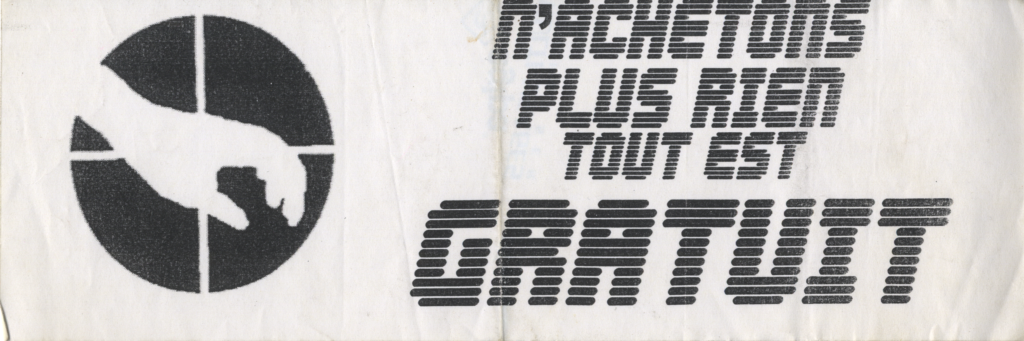 N'ACHETONS
PLUS RIEN
TOUT EST
GRATUIT